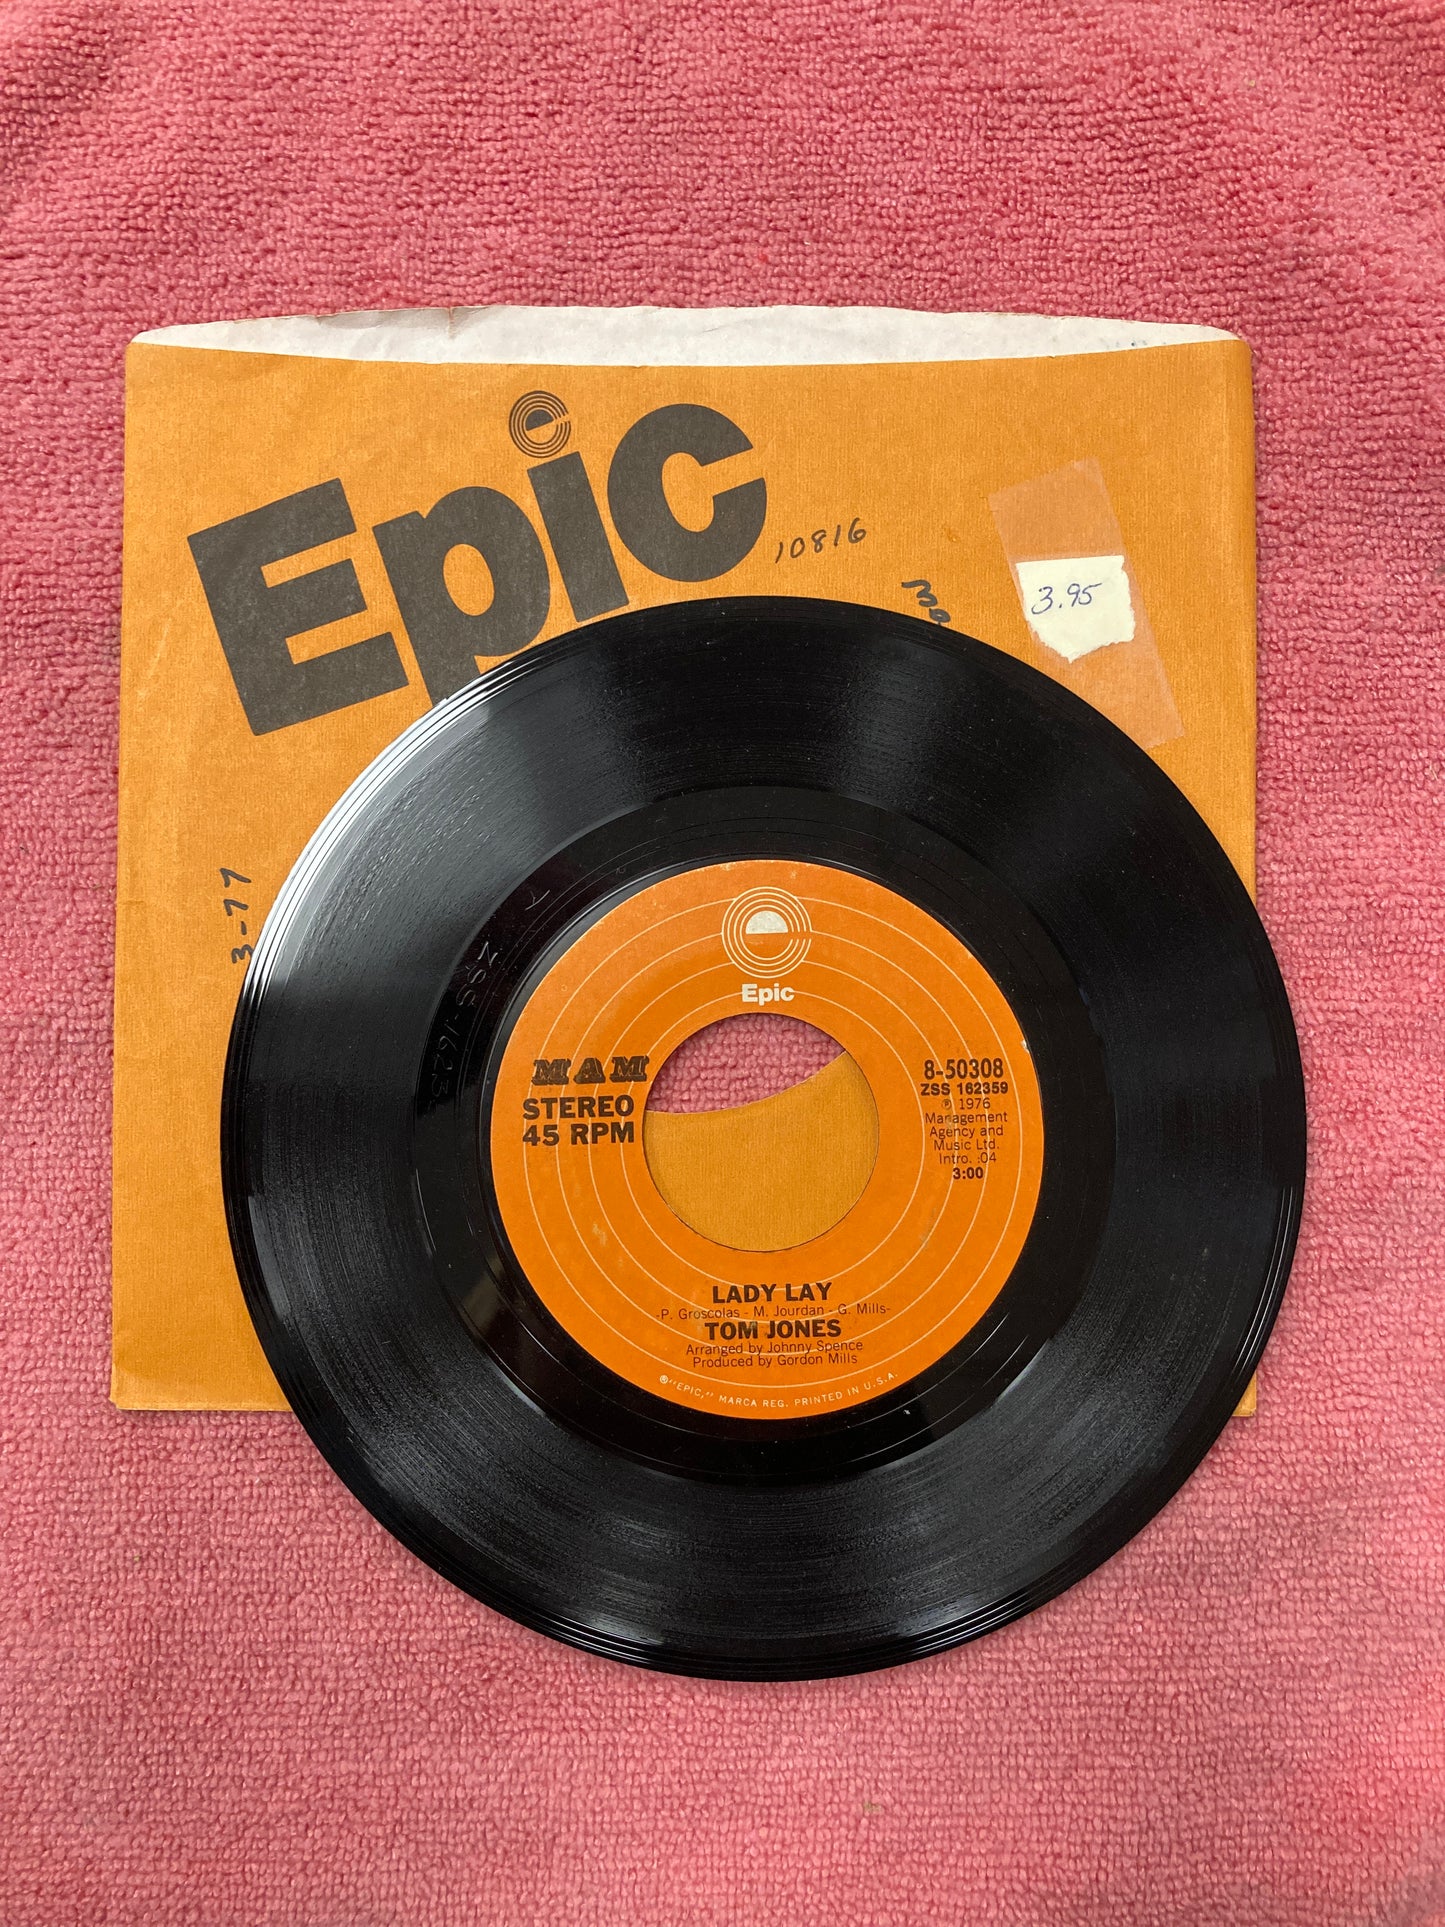 Epic
10816
3.95
3-77
ZSS-1623
Epic
MAM
STEREO
45 RPM
8-50308
ZSS 162359
℗ 1976
Management
Agency and
Music Ltd.
Intro. :04
3:00
LADY LAY
-P. Groscolas - M. Jourdan - G. Mills-
TOM JONES
Arranged by Johnny Spence
Produced by Gordon Mills
®"EPIC," MARCA REG. PRINTED IN U.S.A.